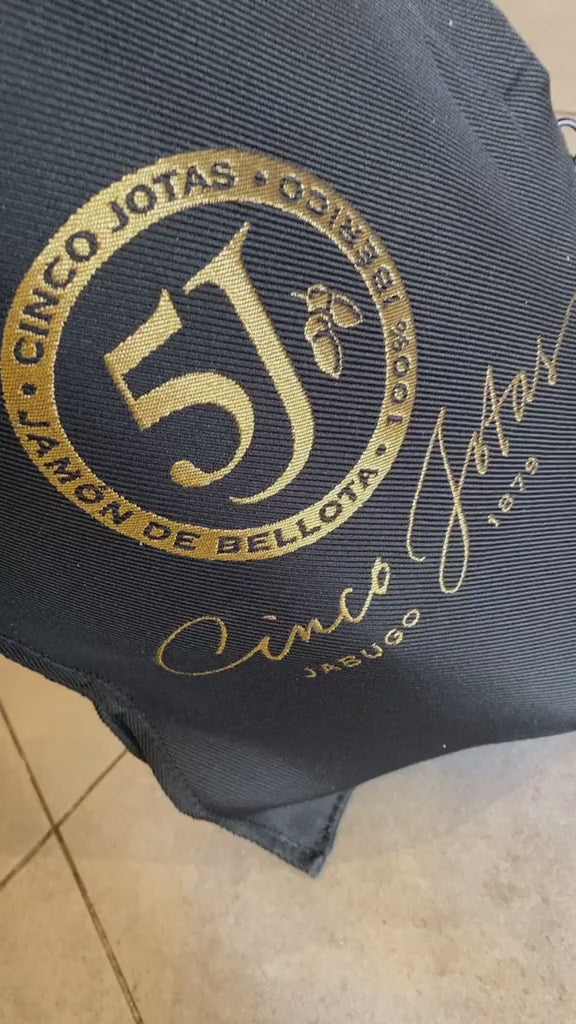 CINCO JOTAS • 100% IBÉRICO • JAMÓN DE BELLOTA •
5J
Cinco Jotas
JABUGO 1879